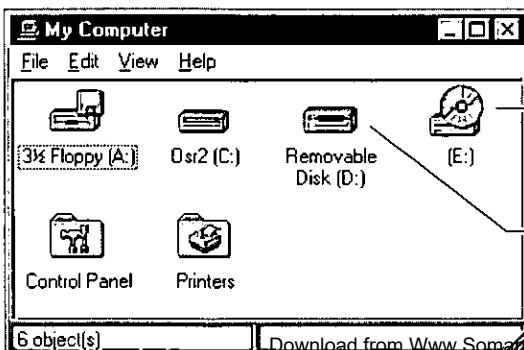 My Computer
File Edit View Help
3½ Floppy (A:) Osr2 (C:) Removable Disk (D:) (E:)
Control Panel Printers
6 object(s)
Download from Www